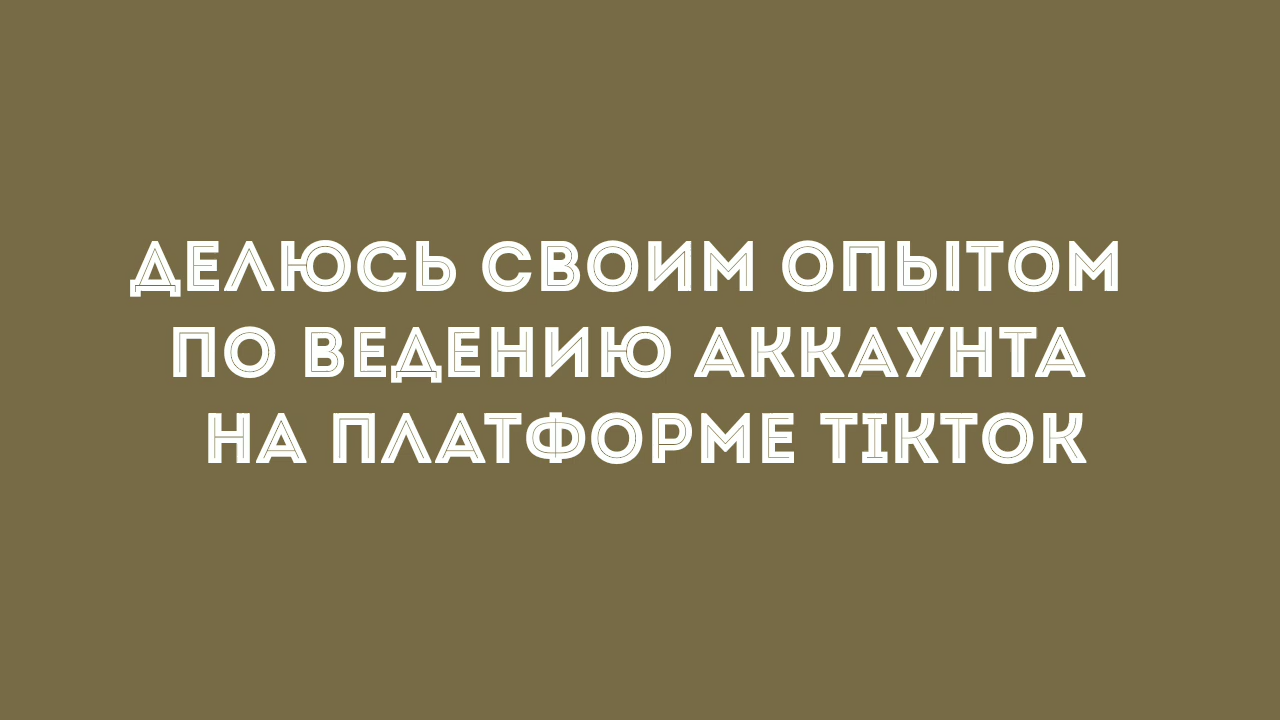 ДЕЛЮСЬ СВОИМ ОПЫТОМ
ПО ВЕДЕНИЮ АККАУНТА
НА ПЛАТФОРМЕ TIKTOK